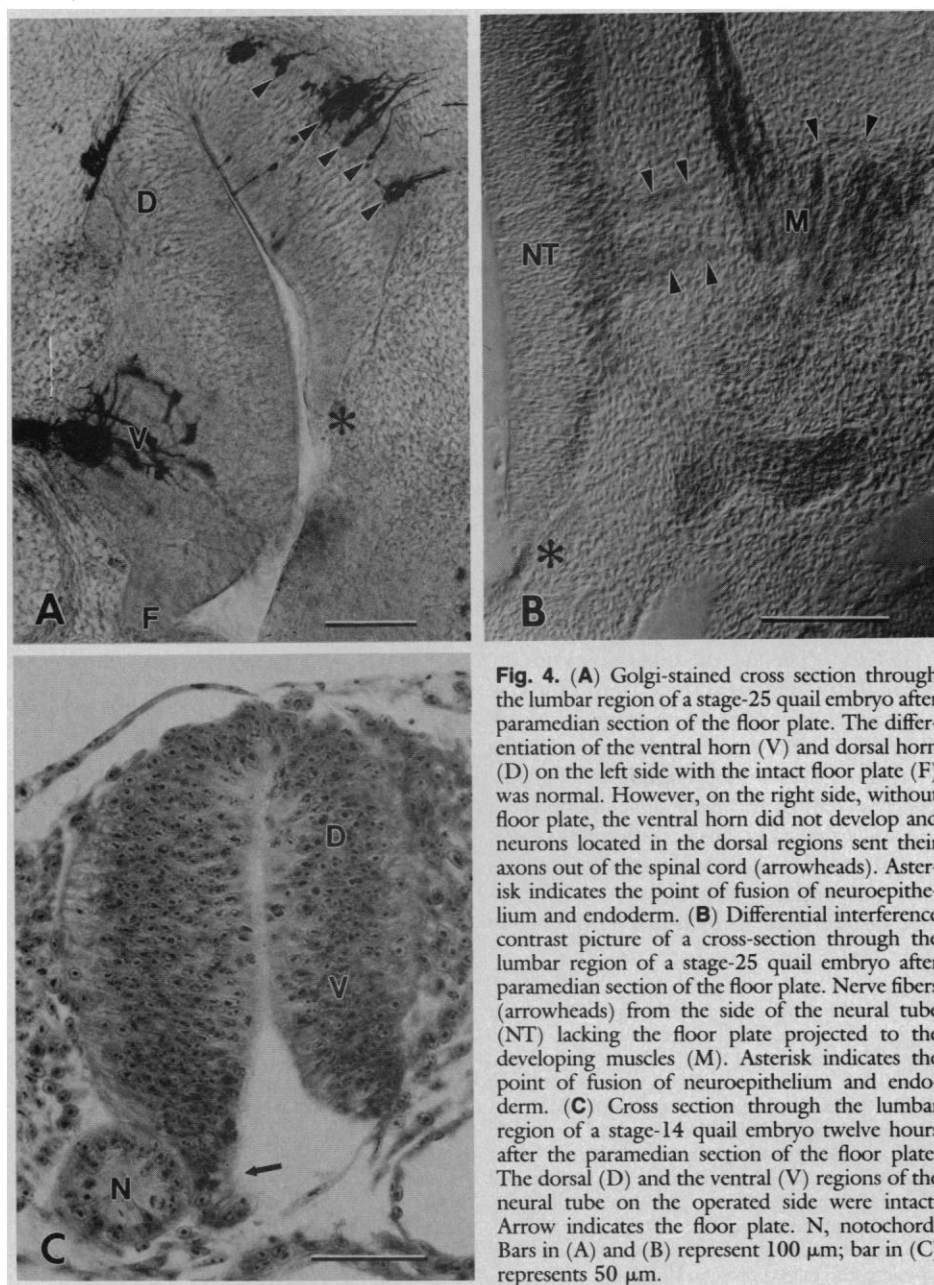 D
V
F
A
*
NT
M
*
B
D
V
N
C
Fig. 4. (A) Golgi-stained cross section through
the lumbar region of a stage-25 quail embryo after
paramedian section of the floor plate. The differ-
entiation of the ventral horn (V) and dorsal horn
(D) on the left side with the intact floor plate (F)
was normal. However, on the right side, without
floor plate, the ventral horn did not develop and
neurons located in the dorsal regions sent their
axons out of the spinal cord (arrowheads). Aster-
isk indicates the point of fusion of neuroepithe-
lium and endoderm. (B) Differential interference
contrast picture of a cross-section through the
lumbar region of a stage-25 quail embryo after
paramedian section of the floor plate. Nerve fibers
(arrowheads) from the side of the neural tube
(NT) lacking the floor plate projected to the
developing muscles (M). Asterisk indicates the
point of fusion of neuroepithelium and endo-
derm. (C) Cross section through the lumbar
region of a stage-14 quail embryo twelve hours
after the paramedian section of the floor plate
The dorsal (D) and the ventral (V) regions of the
neural tube on the operated side were intact
Arrow indicates the floor plate. N, notochord
Bars in (A) and (B) represent 100 μm; bar in (C)
represents 50 μm.